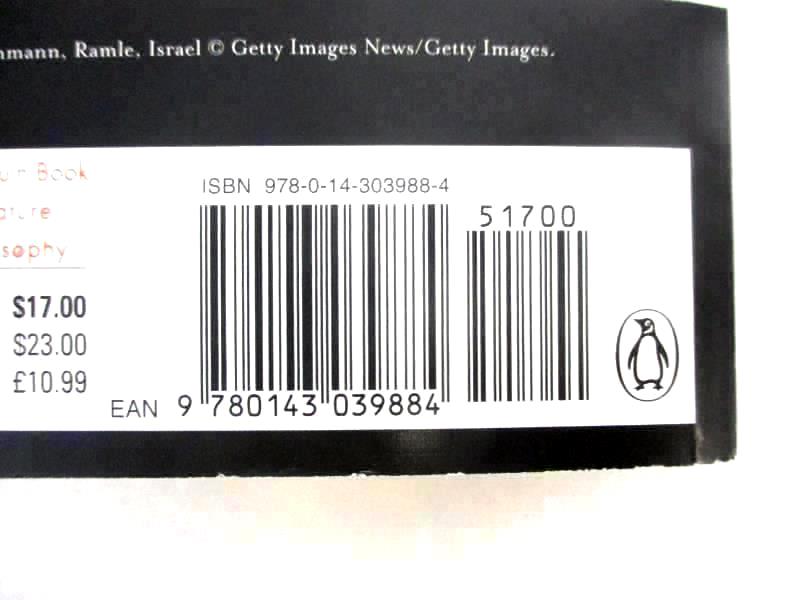 mann, Ramle, Israel © Getty Images News/Getty Images.
Book
ISBN 978-0-14-303988-4
51700
$17.00
$23.00
£10.99
EAN 9 780143 039884